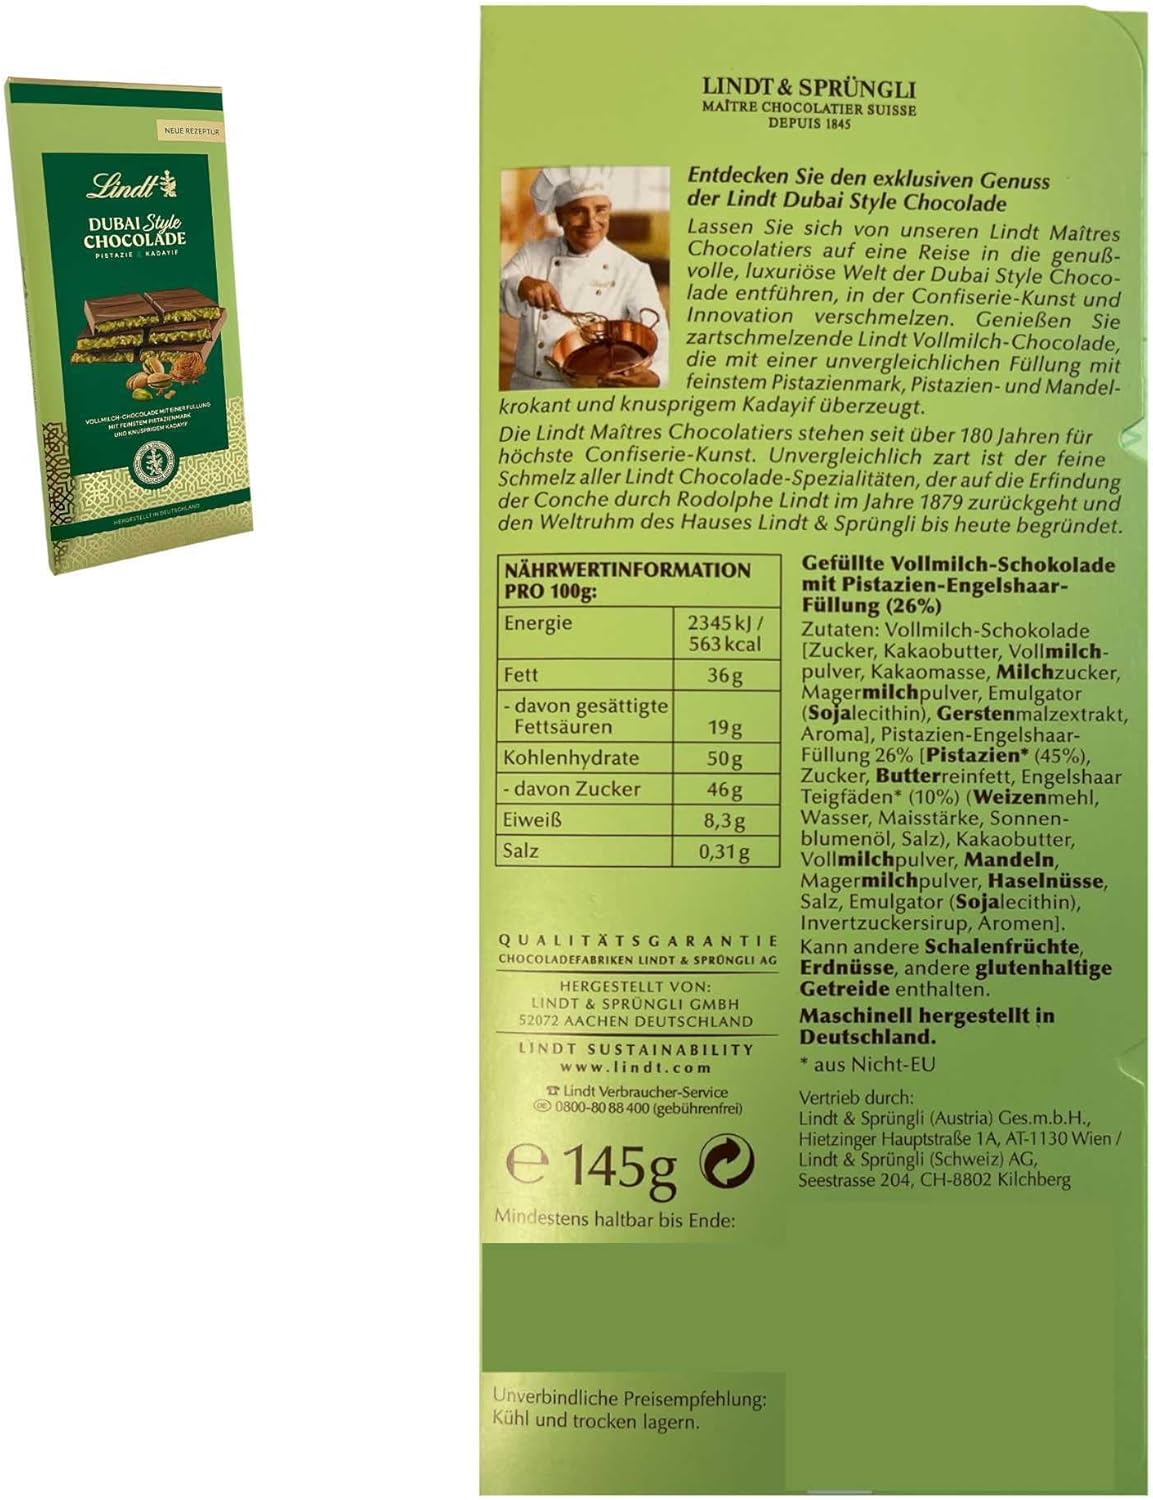 NEUE REZEPTUR
Lindt
DUBAI Style
CHOCOLADE
PISTAZIE & KADAYIF
VOLLMILCH-CHOCOLADE MIT EINER FÜLLUNG
MIT FEINSTEM PISTAZIENMARK
UND KNUSPRIGEM KADAYIF
HERGESTELLT IN DEUTSCHLAND
LINDT & SPRÜNGLI
MAÎTRE CHOCOLATIER SUISSE
DEPUIS 1845
Entdecken Sie den exklusiven Genuss
der Lindt Dubai Style Chocolade
Lassen Sie sich von unseren Lindt Maîtres
Chocolatiers auf eine Reise in die genuß-
volle, luxuriöse Welt der Dubai Style Choco-
lade entführen, in der Confiserie-Kunst und
Innovation verschmelzen. Genießen Sie
zartschmelzende Lindt Vollmilch-Chocolade,
die mit einer unvergleichlichen Füllung mit
feinstem Pistazienmark, Pistazien- und Mandel-
krokant und knusprigem Kadayif überzeugt.
Die Lindt Maîtres Chocolatiers stehen seit über 180 Jahren für
höchste Confiserie-Kunst. Unvergleichlich zart ist der feine
Schmelz aller Lindt Chocolade-Spezialitäten, der auf die Erfindung
der Conche durch Rodolphe Lindt im Jahre 1879 zurückgeht und
den Weltruhm des Hauses Lindt & Sprüngli bis heute begründet.
NÄHRWERTINFORMATION
PRO 100g:
Energie 2345 kJ /
563 kcal
Fett 36 g
- davon gesättigte
Fettsäuren 19 g
Kohlenhydrate 50 g
- davon Zucker 46 g
Eiweiß 8,3 g
Salz 0,31 g
QUALITÄTSGARANTIE
CHOCOLADEFABRIKEN LINDT & SPRÜNGLI AG
HERGESTELLT VON:
LINDT & SPRÜNGLI GMBH
52072 AACHEN DEUTSCHLAND
LINDT SUSTAINABILITY
www.lindt.com
☎ Lindt Verbraucher-Service
DE 0800-80 88 400 (gebührenfrei)
e 145g
Mindestens haltbar bis Ende:
Unverbindliche Preisempfehlung:
Kühl und trocken lagern.
Gefüllte Vollmilch-Schokolade
mit Pistazien-Engelshaar-
Füllung (26%)
Zutaten: Vollmilch-Schokolade
[Zucker, Kakaobutter, Vollmilch-
pulver, Kakaomasse, Milchzucker,
Magermilchpulver, Emulgator
(Sojalecithin), Gerstenmalzextrakt,
Aroma], Pistazien-Engelshaar-
Füllung 26% [Pistazien* (45%),
Zucker, Butterreinfett, Engelshaar
Teigfäden* (10%) (Weizenmehl,
Wasser, Maisstärke, Sonnen-
blumenöl, Salz), Kakaobutter,
Vollmilchpulver, Mandeln,
Magermilchpulver, Haselnüsse,
Salz, Emulgator (Sojalecithin),
Invertzuckersirup, Aromen].
Kann andere Schalenfrüchte,
Erdnüsse, andere glutenhaltige
Getreide enthalten.
Maschinell hergestellt in
Deutschland.
* aus Nicht-EU
Vertrieb durch:
Lindt & Sprüngli (Austria) Ges.m.b.H.,
Hietzinger Hauptstraße 1A, AT-1130 Wien /
Lindt & Sprüngli (Schweiz) AG,
Seestrasse 204, CH-8802 Kilchberg